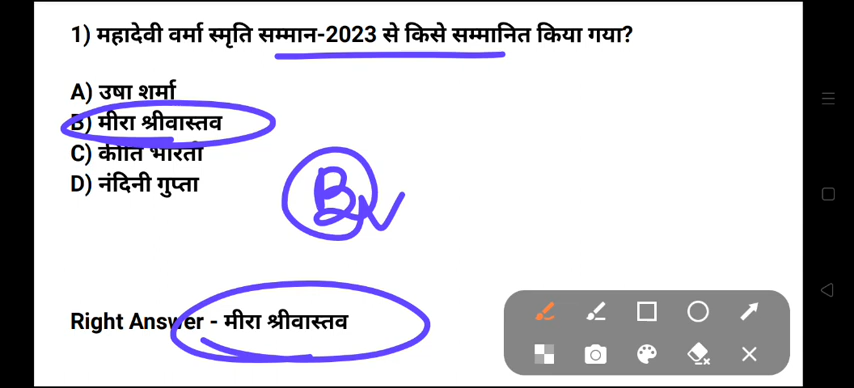 1) महादेवी वर्मा स्मृति सम्मान-2023 से किसे सम्मानित किया गया?
A) उषा शर्मा
B) मीरा श्रीवास्तव
C) कीर्ति भारती
D) नंदिनी गुप्ता
B
Right Answer - मीरा श्रीवास्तव